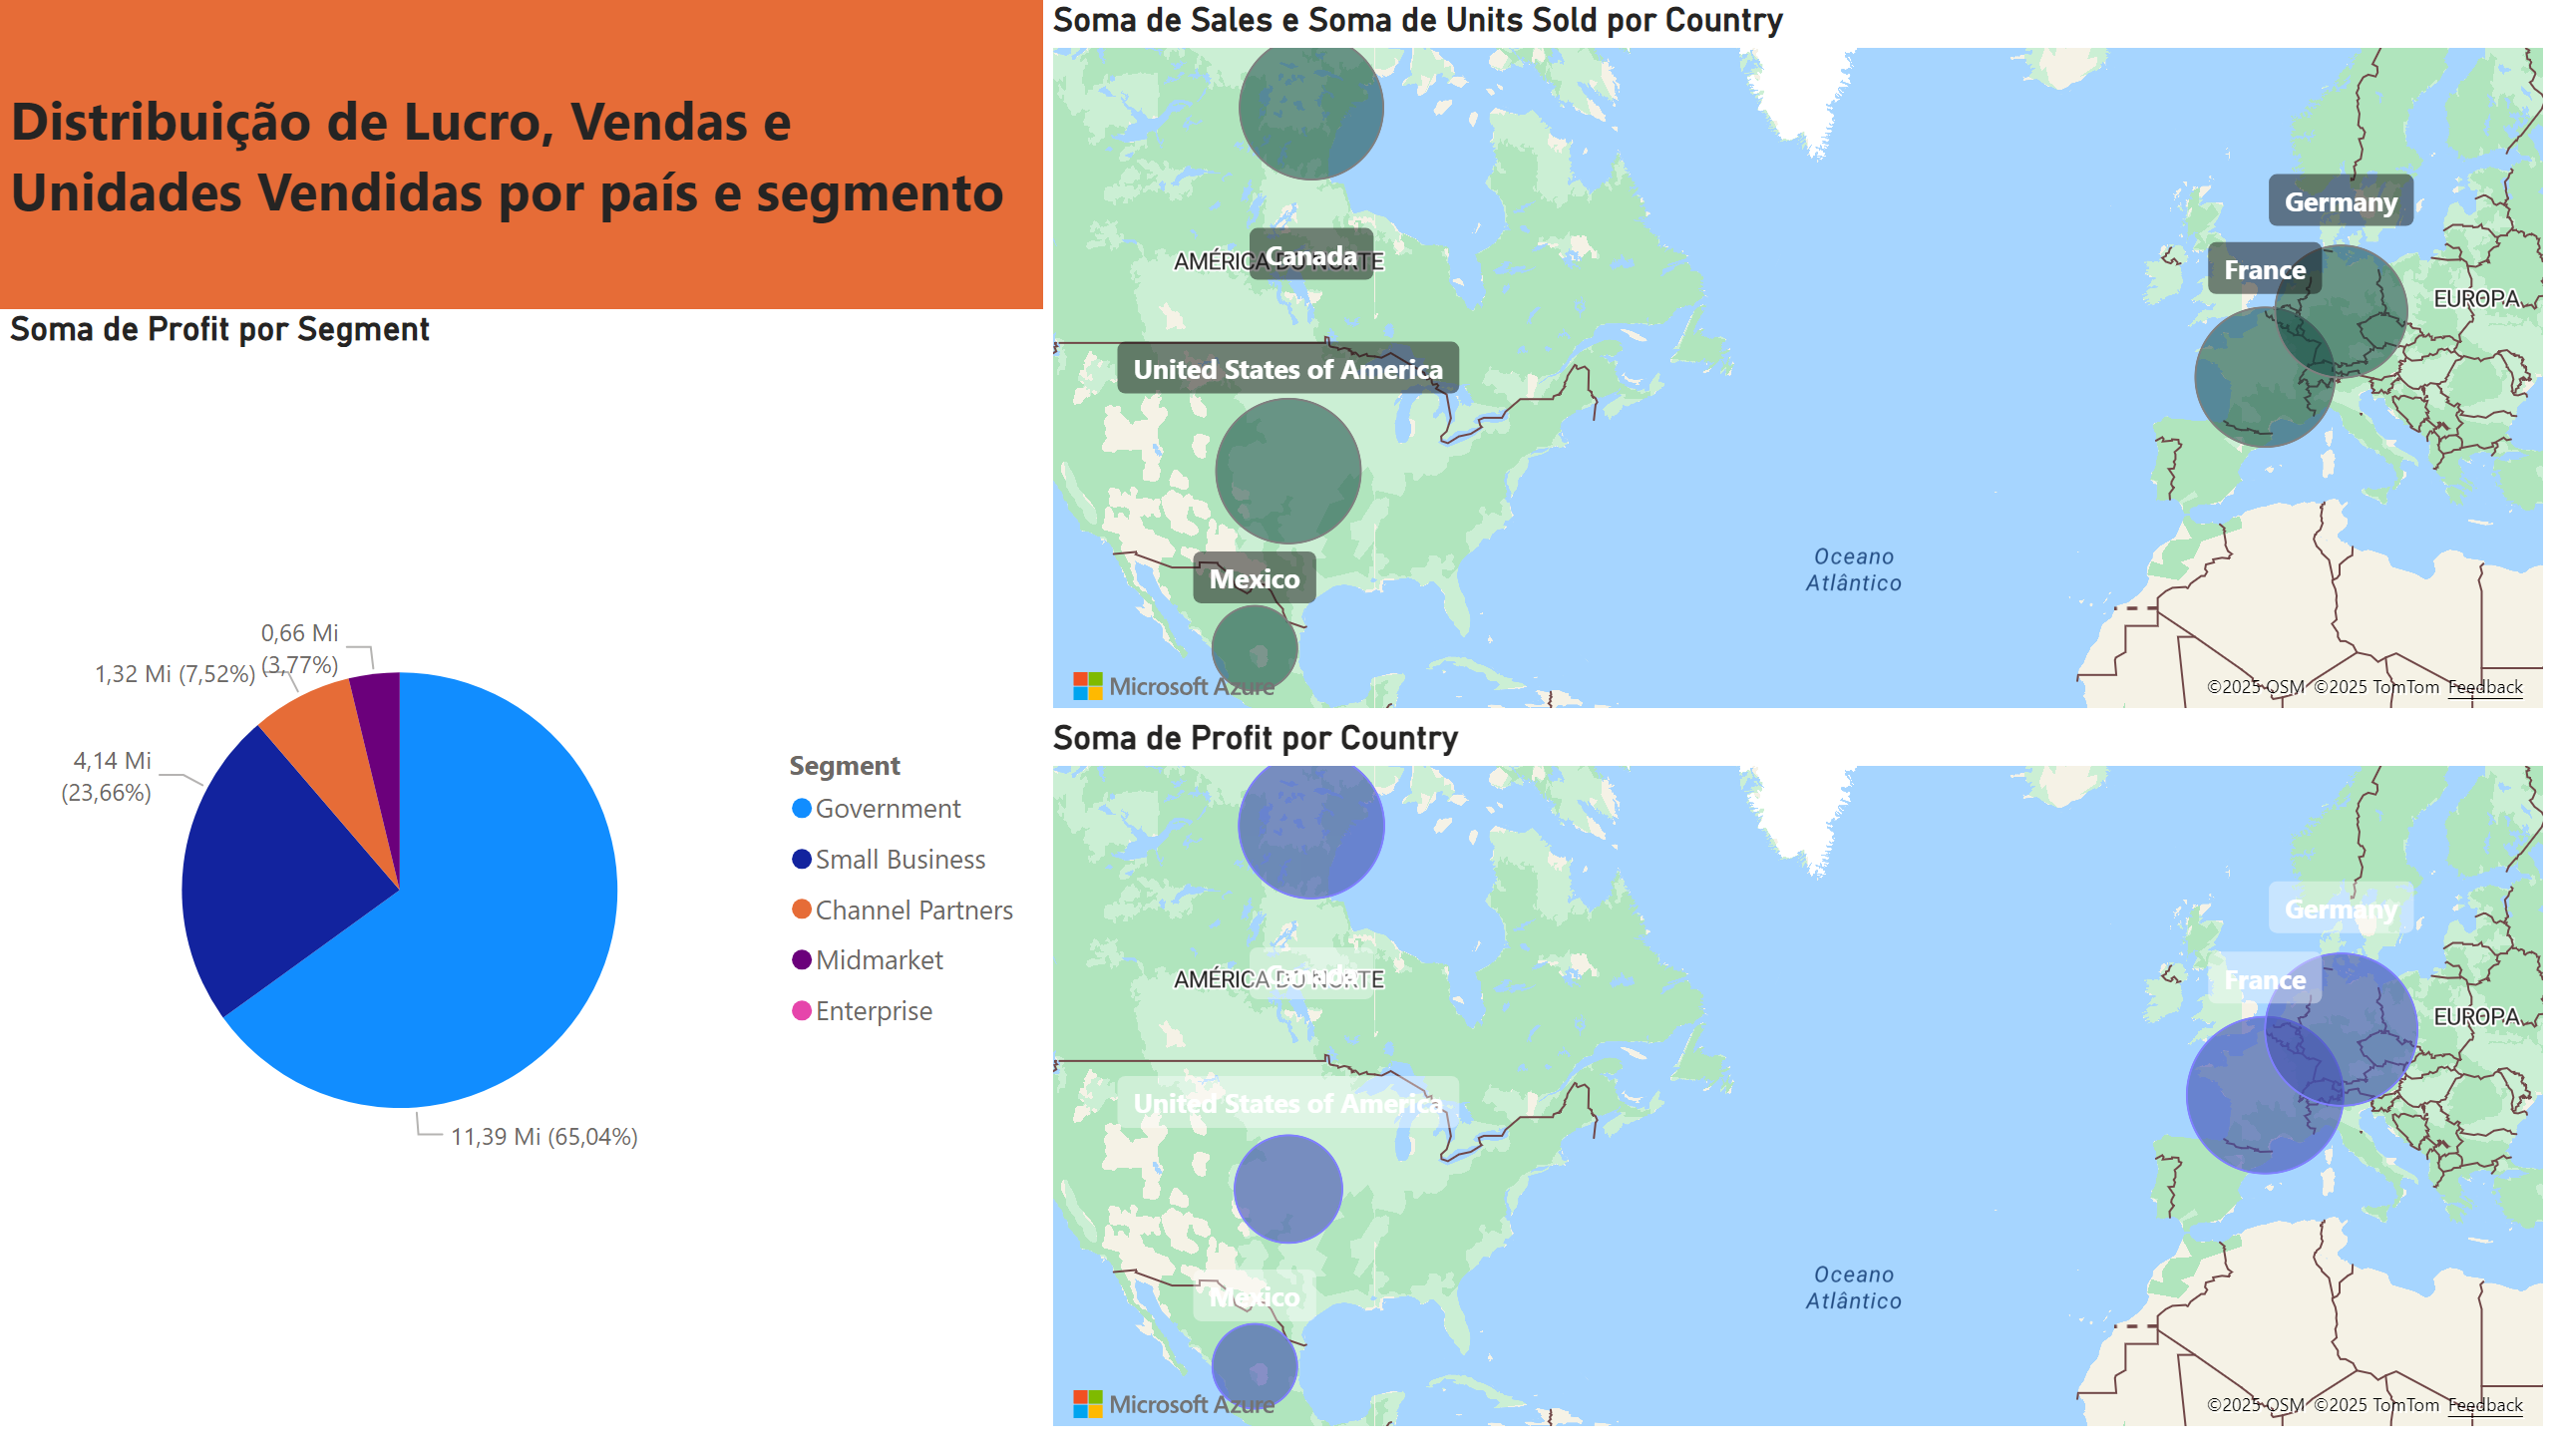 Distribuição de Lucro, Vendas e
Unidades Vendidas por país e segmento
Soma de Profit por Segment
0,66 Mi
(3,77%)
1,32 Mi (7,52%)
4,14 Mi
(23,66%)
11,39 Mi (65,04%)
Segment
Government
Small Business
Channel Partners
Midmarket
Enterprise
Soma de Sales e Soma de Units Sold por Country
Germany
France
EUROPA
Canada
AMÉRICA DO NORTE
United States of America
Mexico
Oceano
Atlântico
Microsoft Azure
©2025 OSM ©2025 TomTom Feedback
Soma de Profit por Country
Germany
France
EUROPA
Canada
AMÉRICA DO NORTE
United States of America
Mexico
Oceano
Atlântico
Microsoft Azure
©2025 OSM ©2025 TomTom Feedback